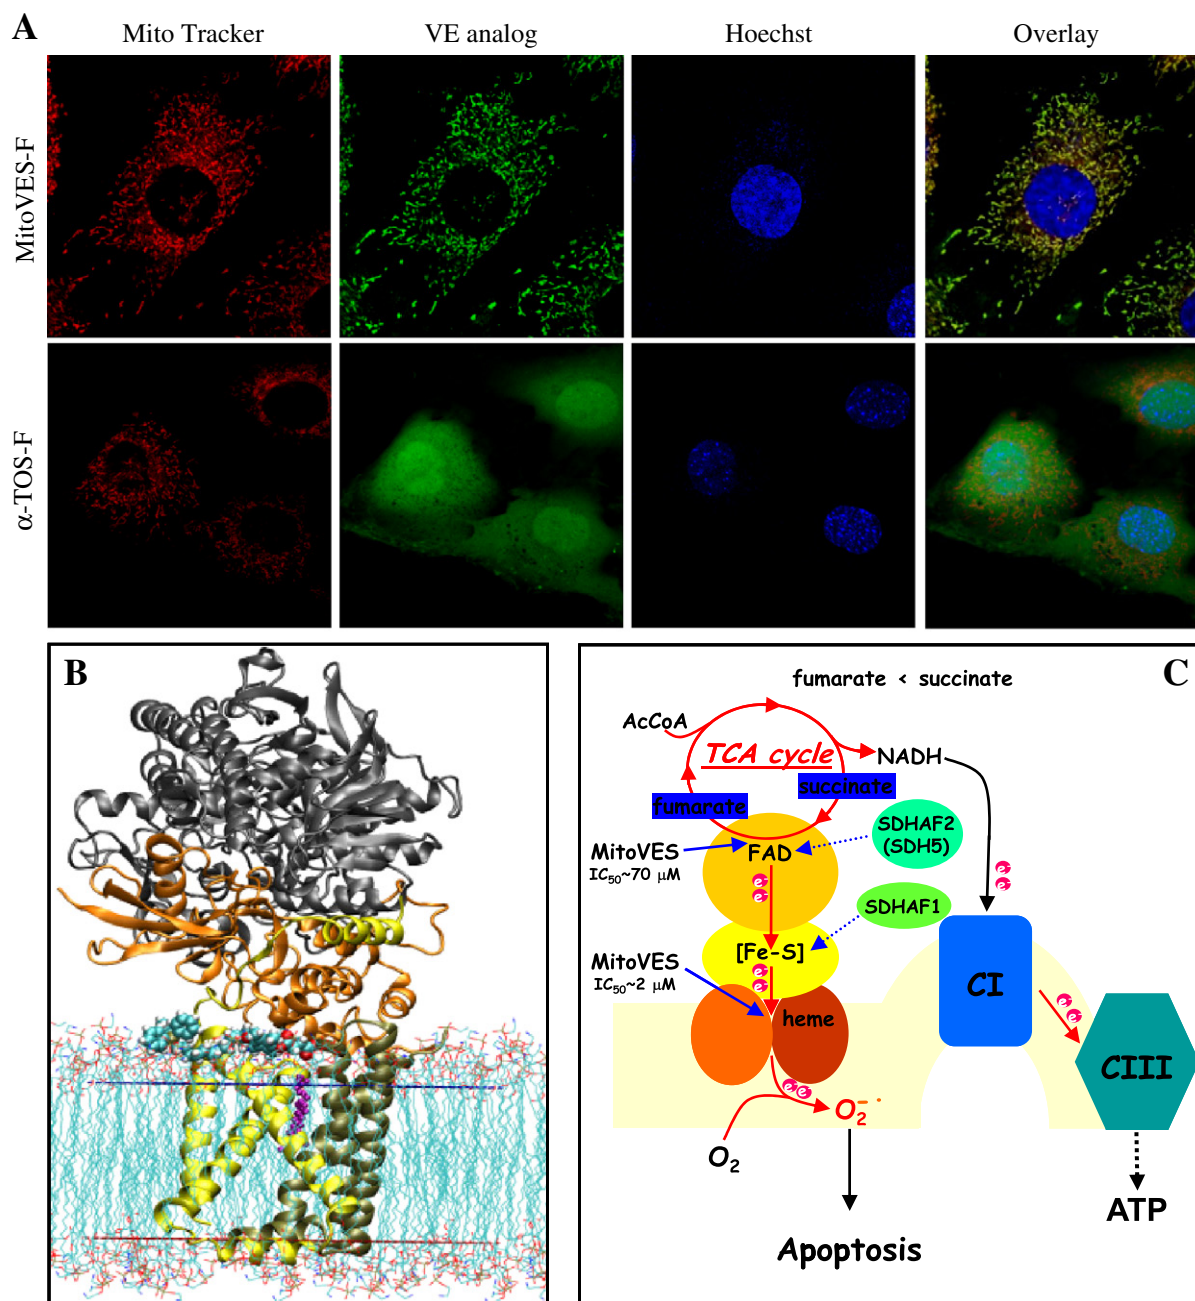 A
Mito Tracker
VE analog
Hoechst
Overlay
MitoVES-F
α-TOS-F
B
C
fumarate < succinate
AcCoA
TCA cycle
NADH
succinate
fumarate
SDHAF2
(SDH5)
MitoVES
IC₅₀~70 μM
FAD
e⁻
e⁻
e⁻
e⁻
SDHAF1
[Fe-S]
e⁻
e⁻
MitoVES
IC₅₀~2 μM
heme
CI
e⁻
e⁻
CIII
e⁻
e⁻
O₂⁻·
O₂
ATP
Apoptosis